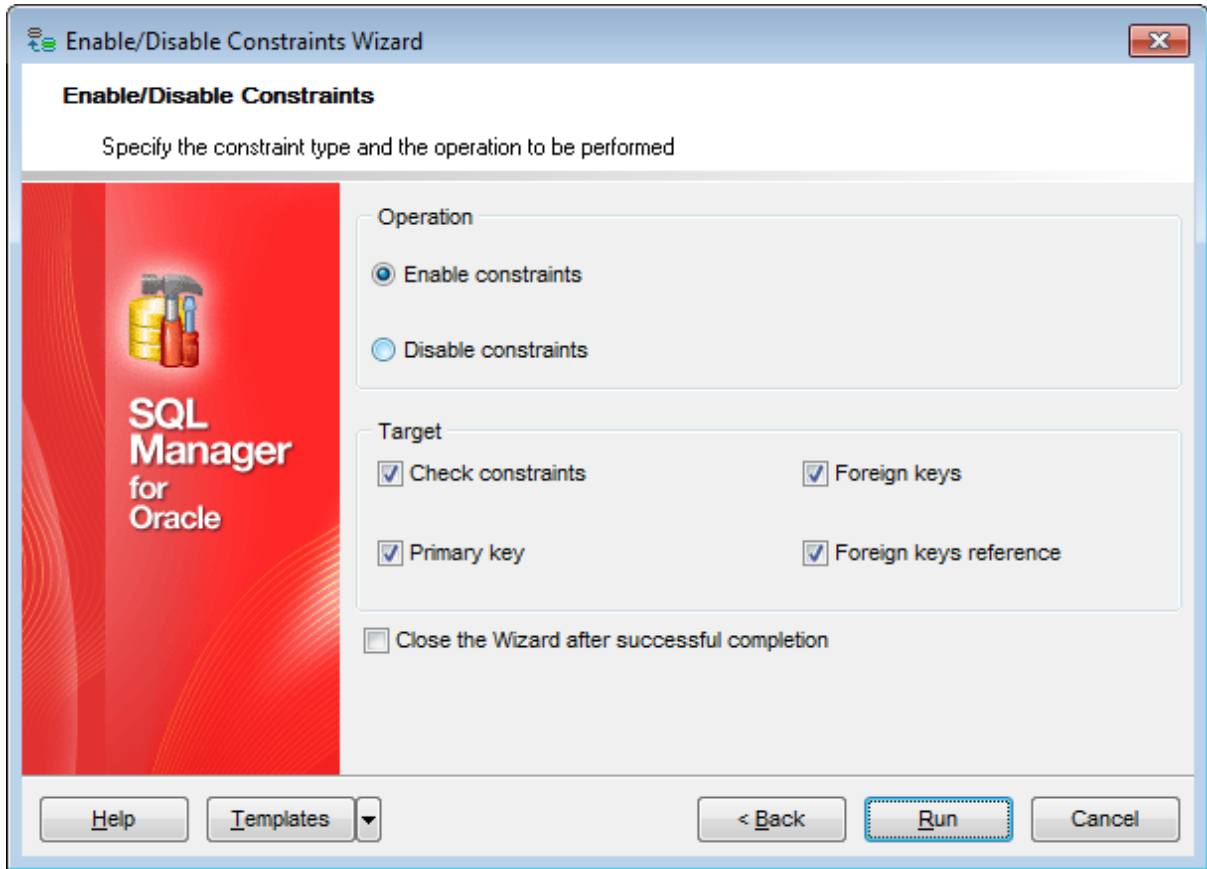 Enable/Disable Constraints Wizard
Enable/Disable Constraints
Specify the constraint type and the operation to be performed
SQL
Manager
for
Oracle
Operation
Enable constraints
Disable constraints
Target
Check constraints
Foreign keys
Primary key
Foreign keys reference
Close the Wizard after successful completion
Help
Templates
< Back
Run
Cancel